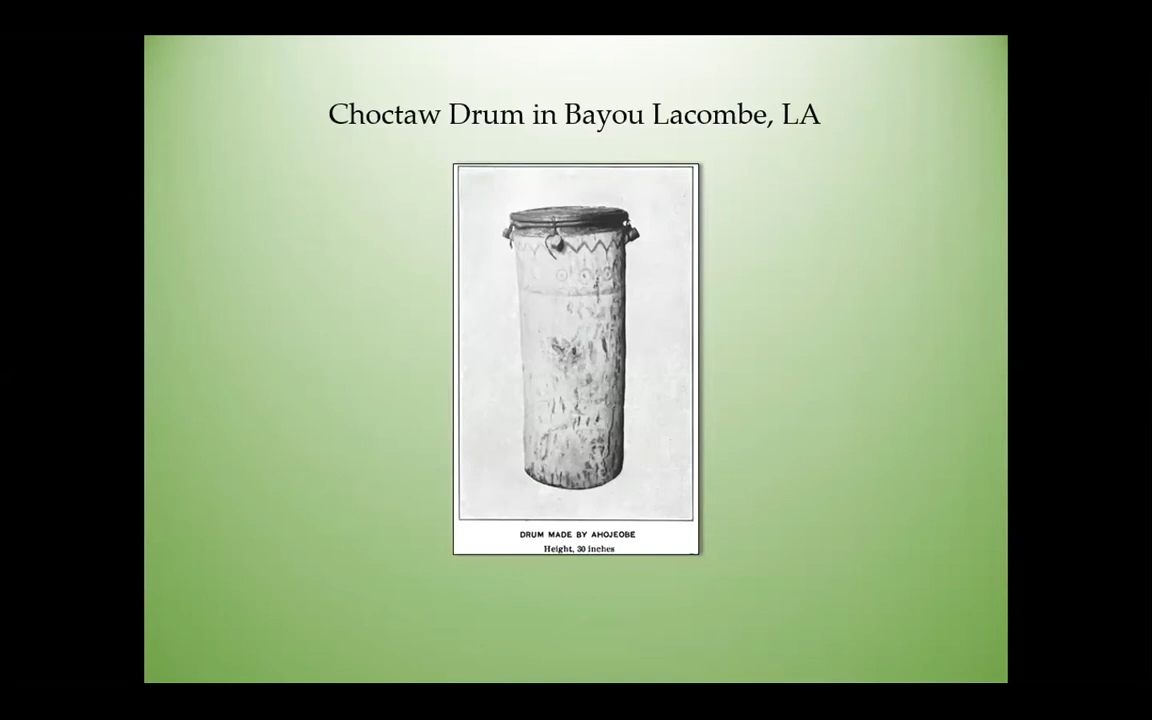 Choctaw Drum in Bayou Lacombe, LA
DRUM MADE BY AHOJEOBE
Height, 30 inches